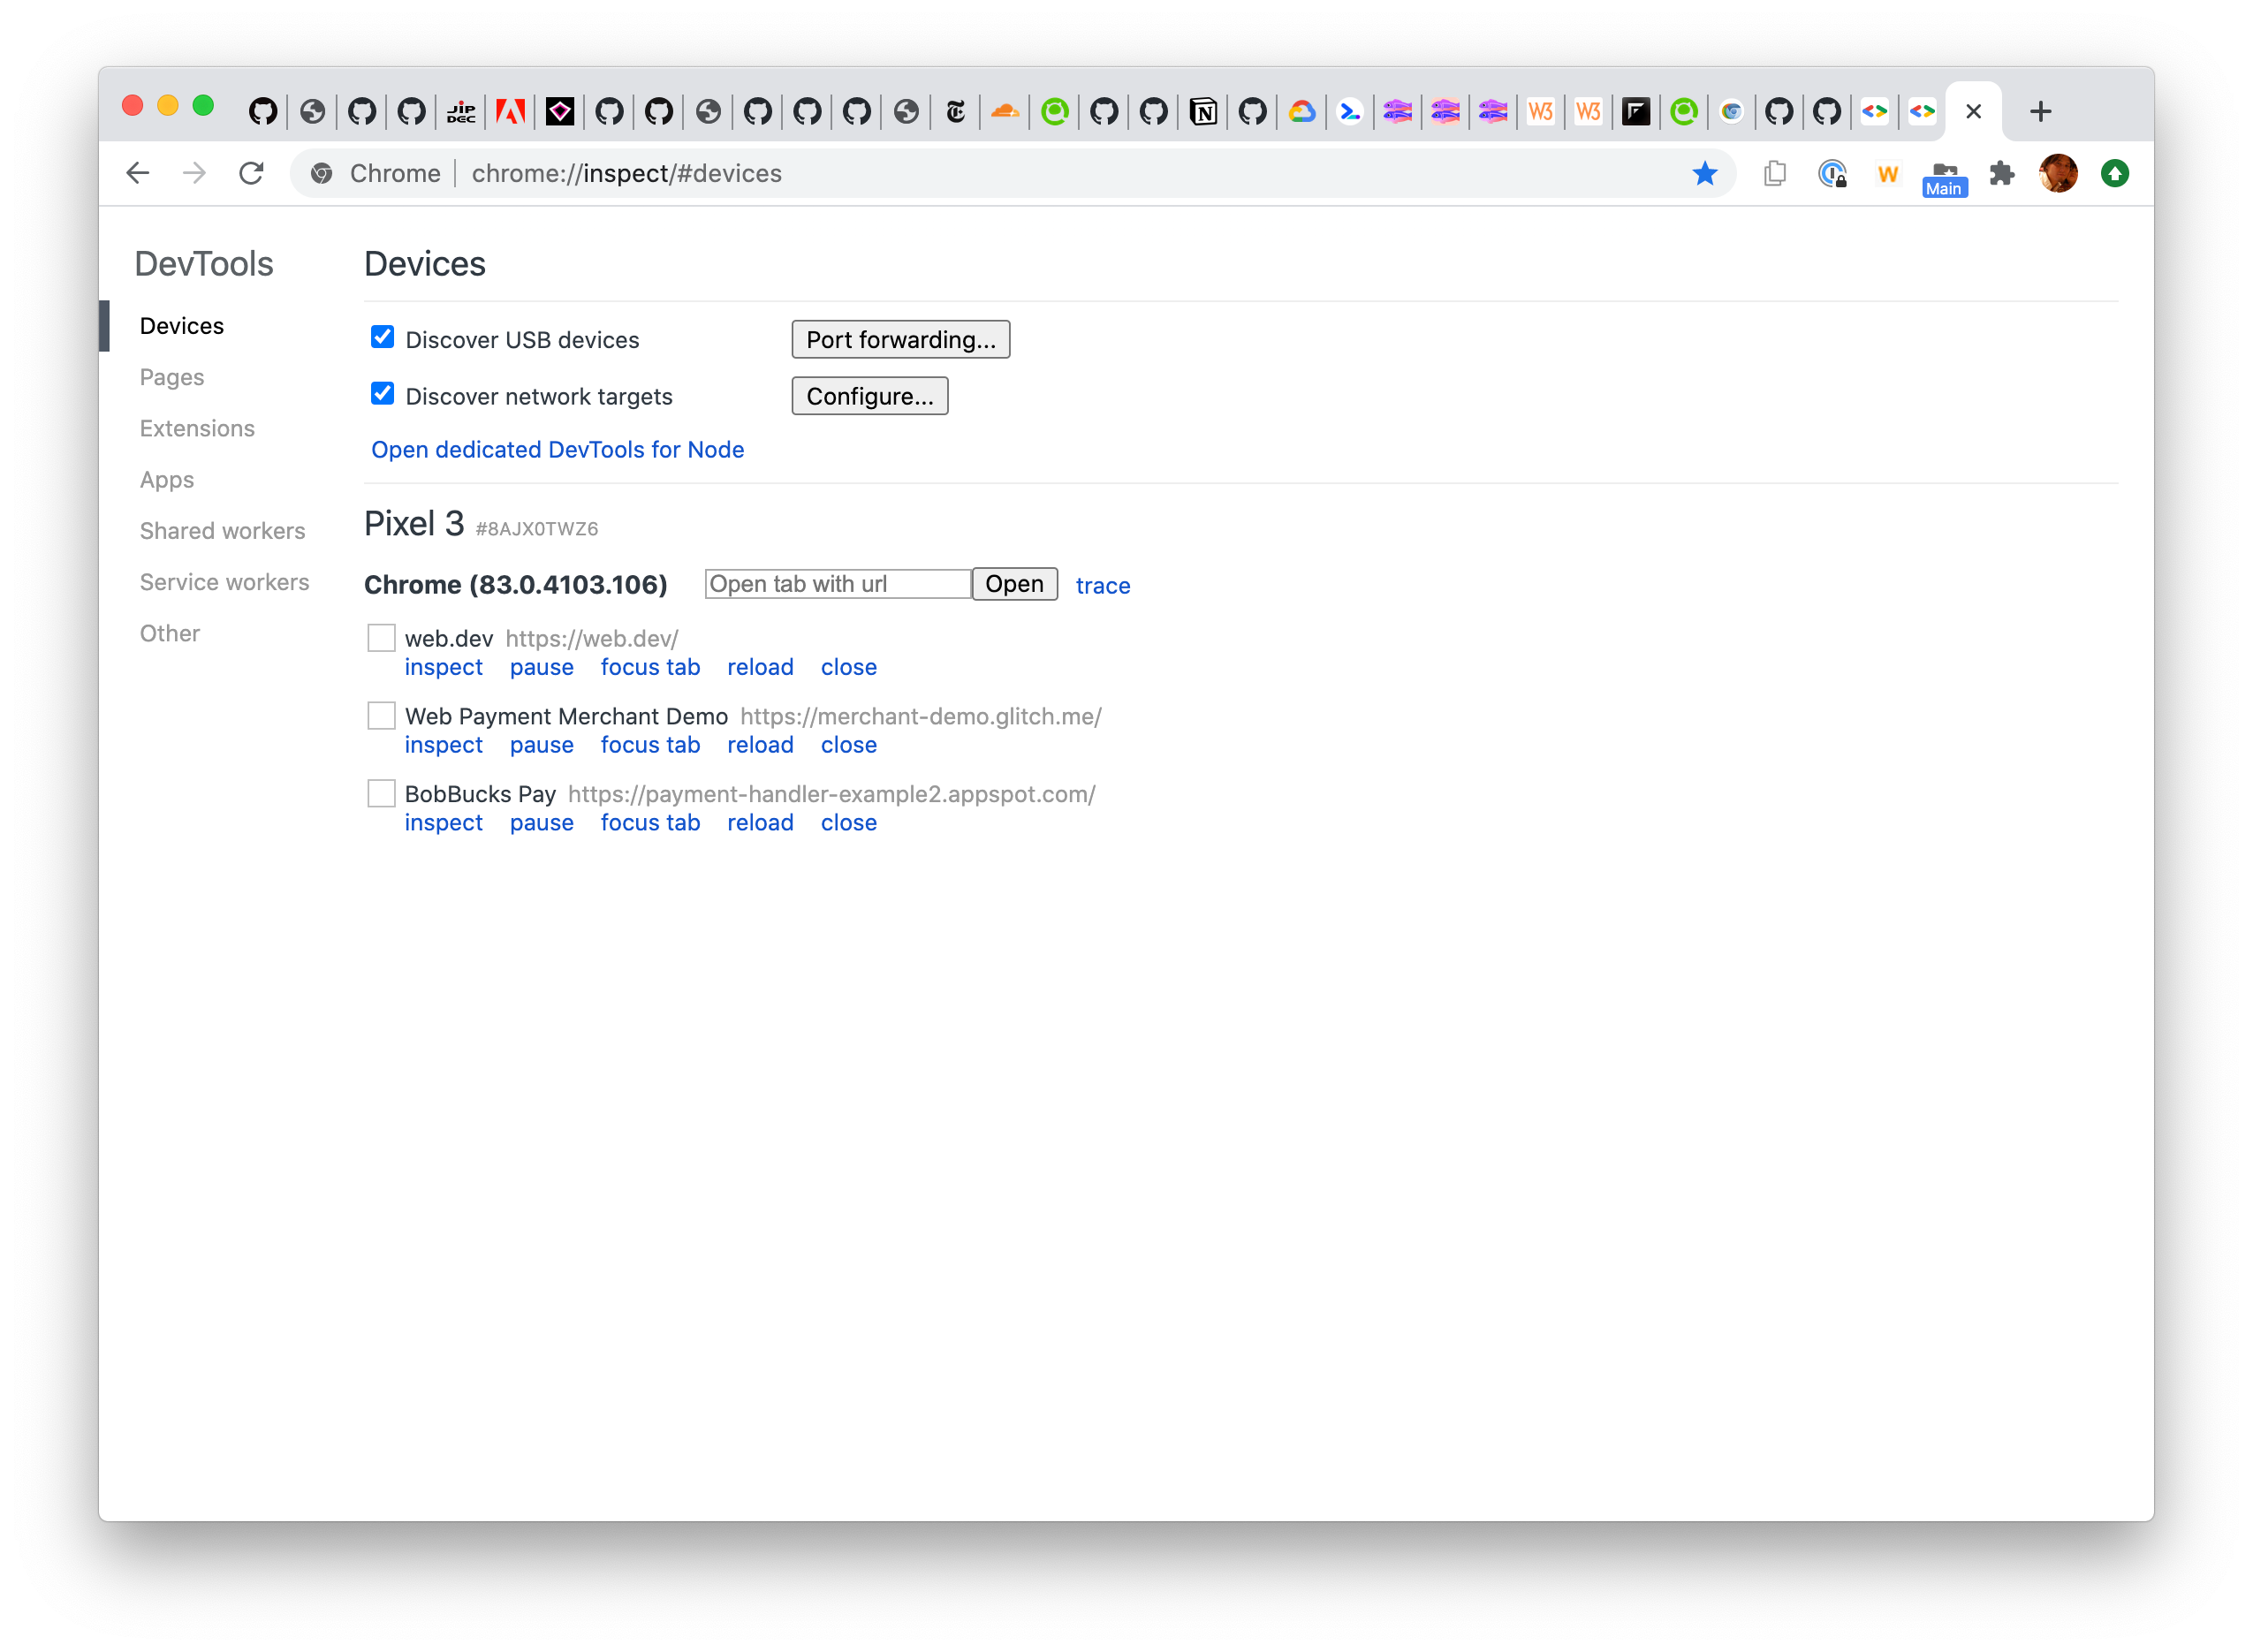 JIP
DEC
N
W3
W3
Chrome
chrome://inspect/#devices
W
Main
DevTools
Devices
Pages
Extensions
Apps
Shared workers
Service workers
Other
Devices
Discover USB devices
Port forwarding...
Discover network targets
Configure...
Open dedicated DevTools for Node
Pixel 3 #8AJX0TWZ6
Chrome (83.0.4103.106)
Open tab with url
Open
trace
web.dev https://web.dev/
inspect pause focus tab reload close
Web Payment Merchant Demo https://merchant-demo.glitch.me/
inspect pause focus tab reload close
BobBucks Pay https://payment-handler-example2.appspot.com/
inspect pause focus tab reload close